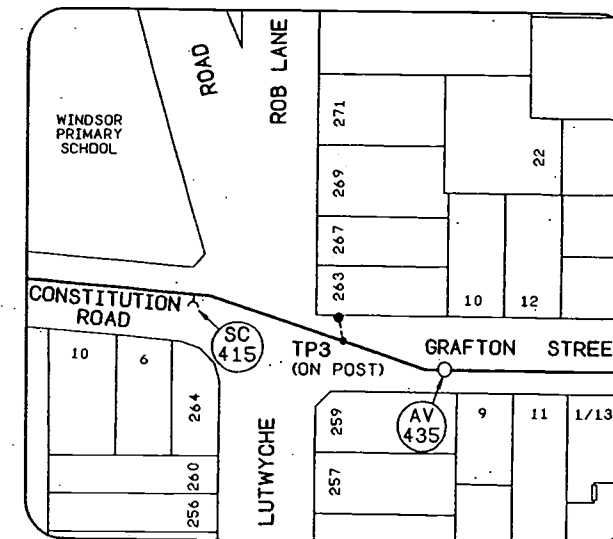 ROAD
ROB LANE
WINDSOR
PRIMARY
SCHOOL
271
22
269
267
263
10
12
CONSTITUTION
ROAD
SC
415
TP3
(ON POST)
GRAFTON STREE
10
6
264
259
AV
435
9
11
1/13
260
257
256
LUTWYCHE